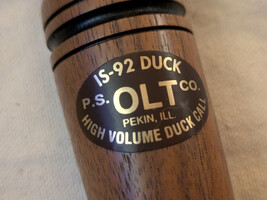 IS-92 DUCK
P.S. OLT CO.
PEKIN, ILL.
HIGH VOLUME DUCK CALL